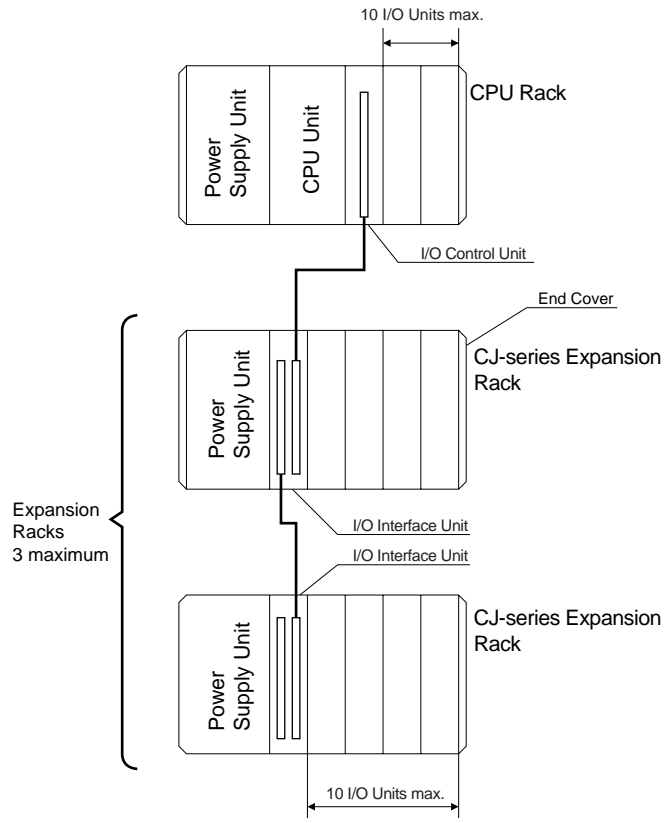 10 I/O Units max.
CPU Rack
Power
Supply Unit
CPU Unit
I/O Control Unit
End Cover
CJ-series Expansion
Rack
Power
Supply Unit
Expansion
Racks
3 maximum
I/O Interface Unit
I/O Interface Unit
CJ-series Expansion
Rack
Power
Supply Unit
10 I/O Units max.